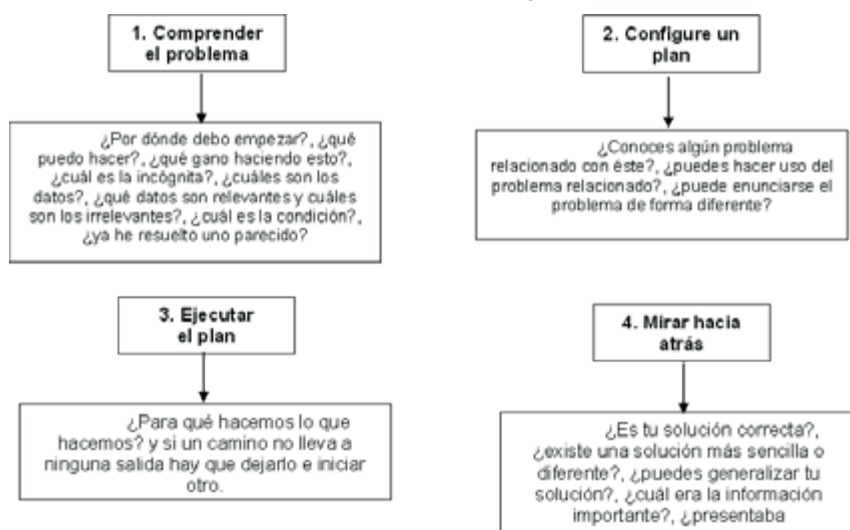 1. Comprender
el problema
¿Por dónde debo empezar?, ¿qué
puedo hacer?, ¿qué gano haciendo esto?,
¿cuál es la incógnita?, ¿cuáles son los
datos?, ¿qué datos son relevantes y cuáles
son los irrelevantes?, ¿cuál es la condición?,
¿ya he resuelto uno parecido?
2. Configure un
plan
¿Conoces algún problema
relacionado con éste?, ¿puedes hacer uso del
problema relacionado?, ¿puede enunciarse el
problema de forma diferente?
3. Ejecutar
el plan
¿Para qué hacemos lo que
hacemos? y si un camino no lleva a
ninguna salida hay que dejarlo e iniciar
otro.
4. Mirar hacia
atrás
¿Es tu solución correcta?,
¿existe una solución más sencilla o
diferente?, ¿puedes generalizar tu
solución?, ¿cuál era la información
importante?, ¿presentaba